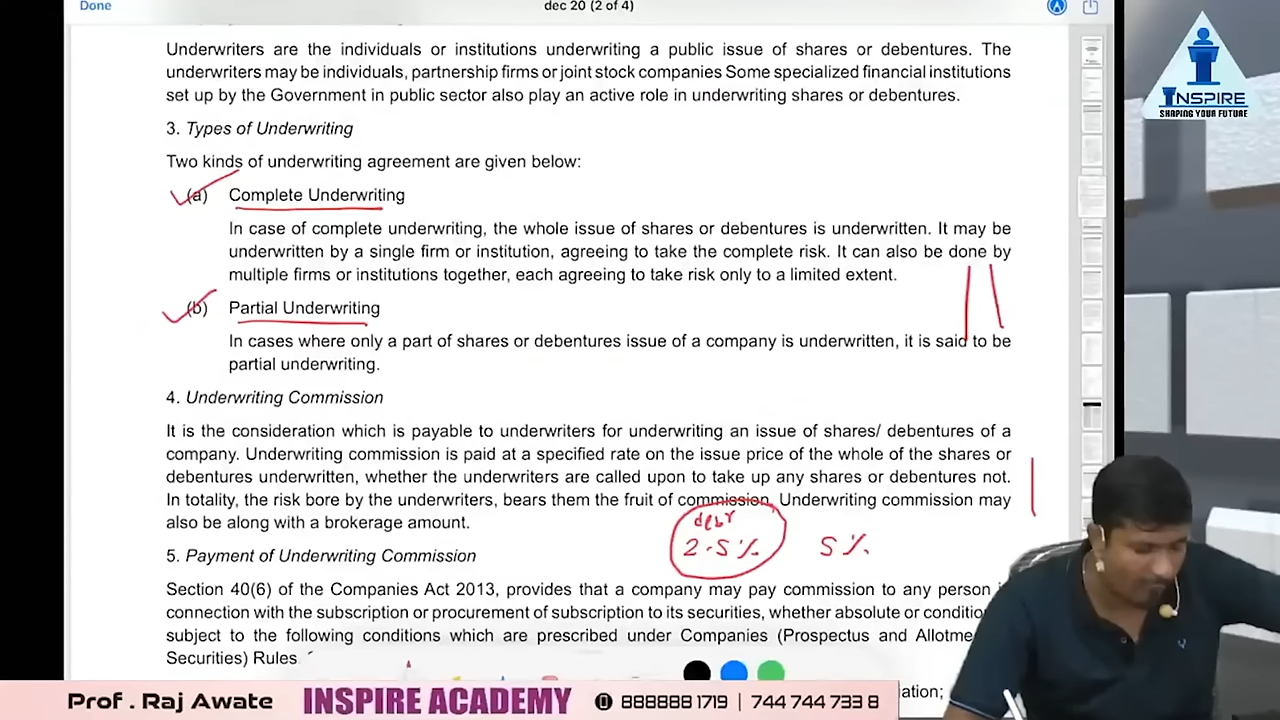 Done
dec 20 (2 of 4)
Underwriters are the individuals or institutions underwriting a public issue of shares or debentures. The
underwriters may be individuals, partnership firms or joint stock companies Some specialized financial institutions
set up by the Government in public sector also play an active role in underwriting shares or debentures.
3. Types of Underwriting
Two kinds of underwriting agreement are given below:
(a) Complete Underwriting
In case of complete underwriting, the whole issue of shares or debentures is underwritten. It may be
underwritten by a single firm of institution, agreeing to take the complete risk. It can also be done by
multiple firms or institutions together, each agreeing to take risk only to a limited extent.
(b) Partial Underwriting
In cases where only a part of shares or debentures issue of a company is underwritten, it is said to be
partial underwriting.
4. Underwriting Commission
It is the consideration which is payable to underwriters for underwriting an issue of shares/ debentures of a
company. Underwriting commission is paid at a specified rate on the issue price of the whole of the shares or
debentures underwritten, whether the underwriters are called upon to take up any shares or debentures not.
In totality, the risk bore by the underwriters, bears them the fruit of commission. Underwriting commission may
also be along with a brokerage amount.
2.5% 5%
5. Payment of Underwriting Commission
Section 40(6) of the Companies Act 2013, provides that a company may pay commission to any person
connection with the subscription or procurement of subscription to its securities, whether absolute or
subject to the following conditions which are prescribed under Companies (Prospectus and
Securities) Rules
INSPIRE
SHAPING YOUR FUTURE
Prof . Raj Awate INSPIRE ACADEMY 888888 1719 | 744 744 733 8